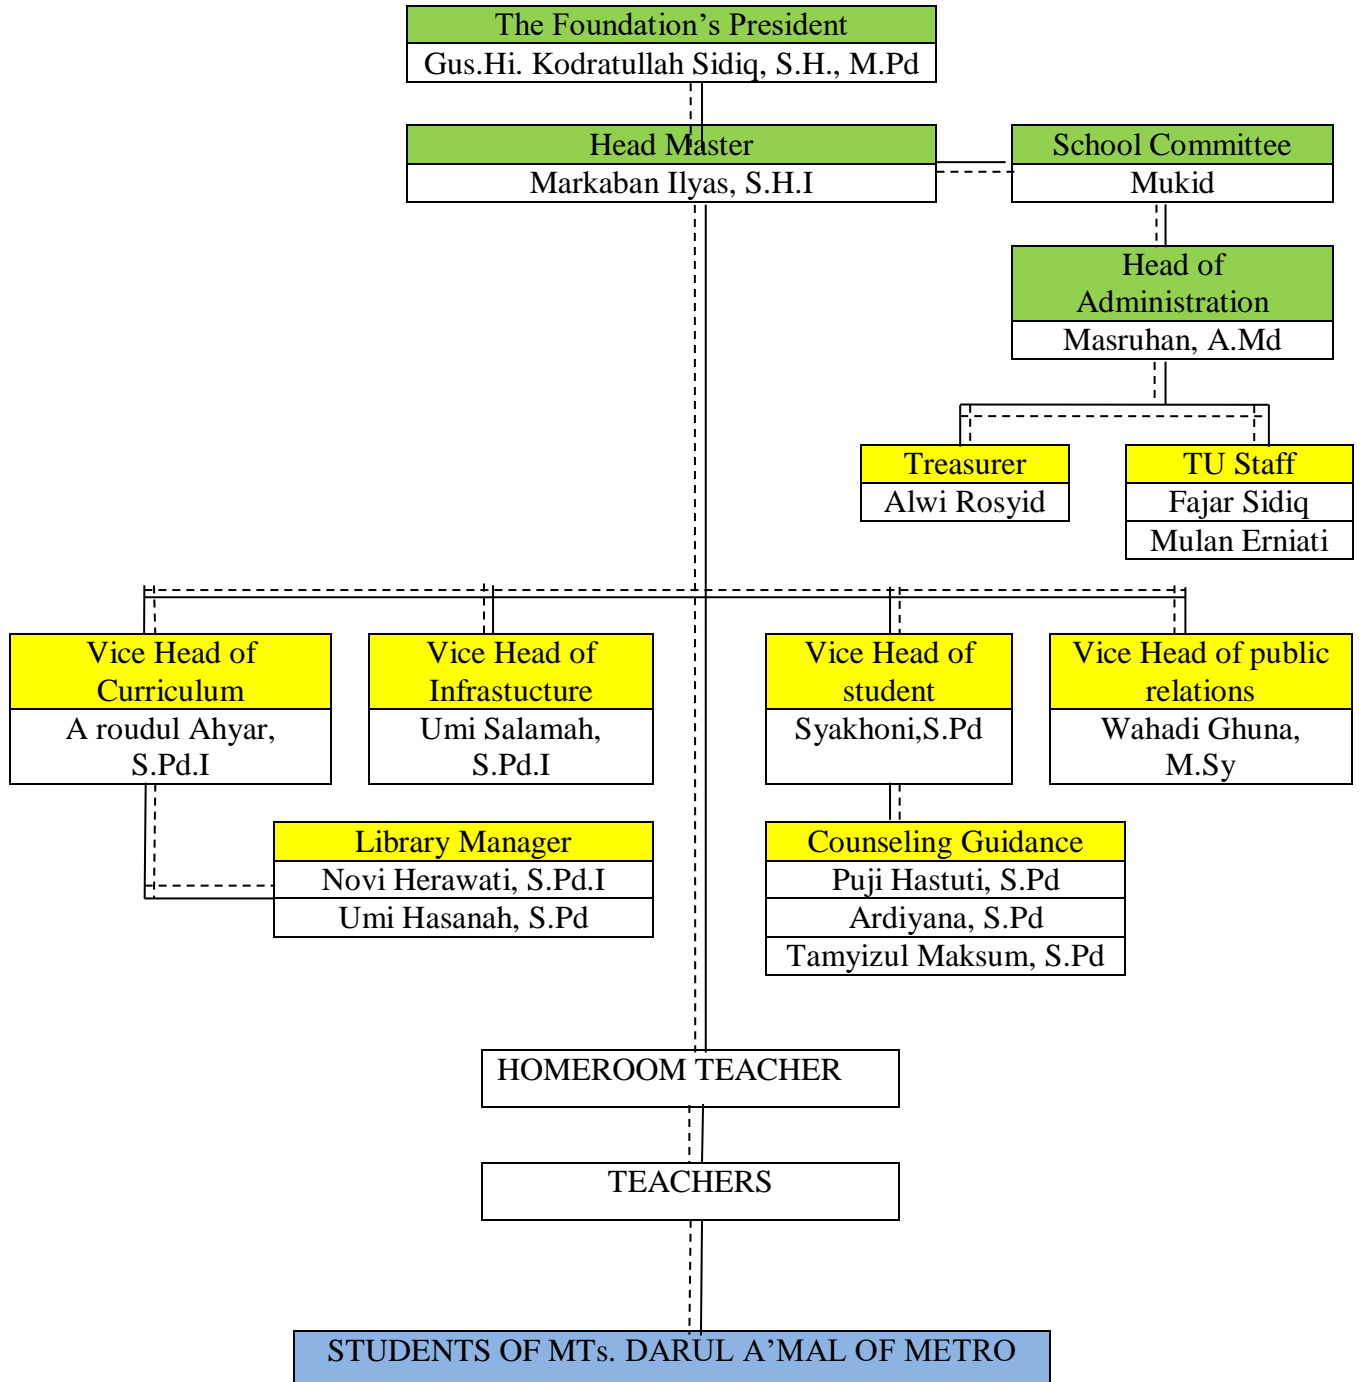 The Foundation’s President
Gus.Hi. Kodratullah Sidiq, S.H., M.Pd
Head Master
Markaban Ilyas, S.H.I
School Committee
Mukid
Head of
Administration
Masruhan, A.Md
Treasurer
Alwi Rosyid
TU Staff
Fajar Sidiq
Mulan Erniati
Vice Head of
Curriculum
A roudul Ahyar,
S.Pd.I
Vice Head of
Infrastucture
Umi Salamah,
S.Pd.I
Vice Head of
student
Syakhoni,S.Pd
Vice Head of public
relations
Wahadi Ghuna,
M.Sy
Library Manager
Novi Herawati, S.Pd.I
Umi Hasanah, S.Pd
Counseling Guidance
Puji Hastuti, S.Pd
Ardiyana, S.Pd
Tamyizul Maksum, S.Pd
HOMEROOM TEACHER
TEACHERS
STUDENTS OF MTs. DARUL A’MAL OF METRO